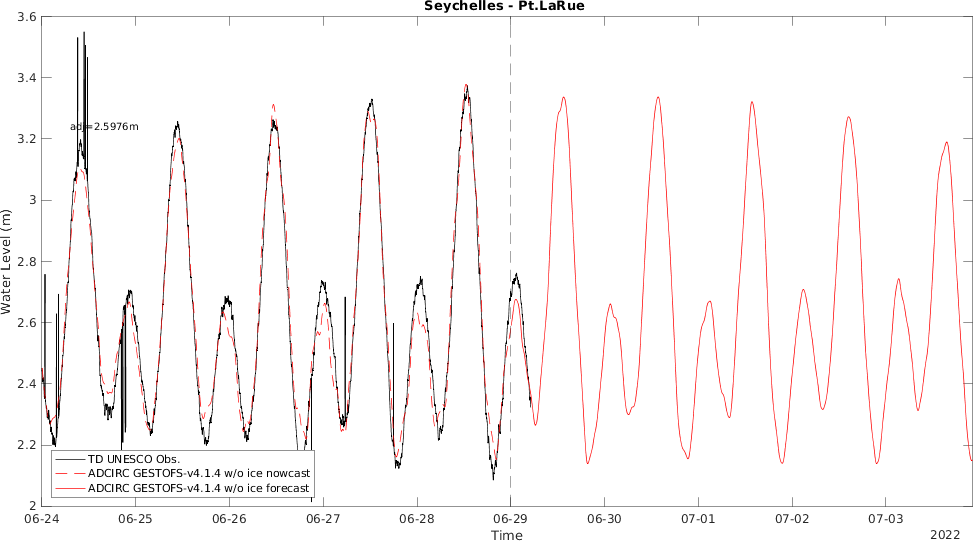 Seychelles - Pt.LaRue
3.6
3.4
3.2
3
2.8
2.6
2.4
2.2
2
Water Level (m)
adj=2.5976m
TD UNESCO Obs.
ADCIRC GESTOFS-v4.1.4 w/o ice nowcast
ADCIRC GESTOFS-v4.1.4 w/o ice forecast
06-24 06-25 06-26 06-27 06-28 06-29 06-30 07-01 07-02 07-03
Time
2022